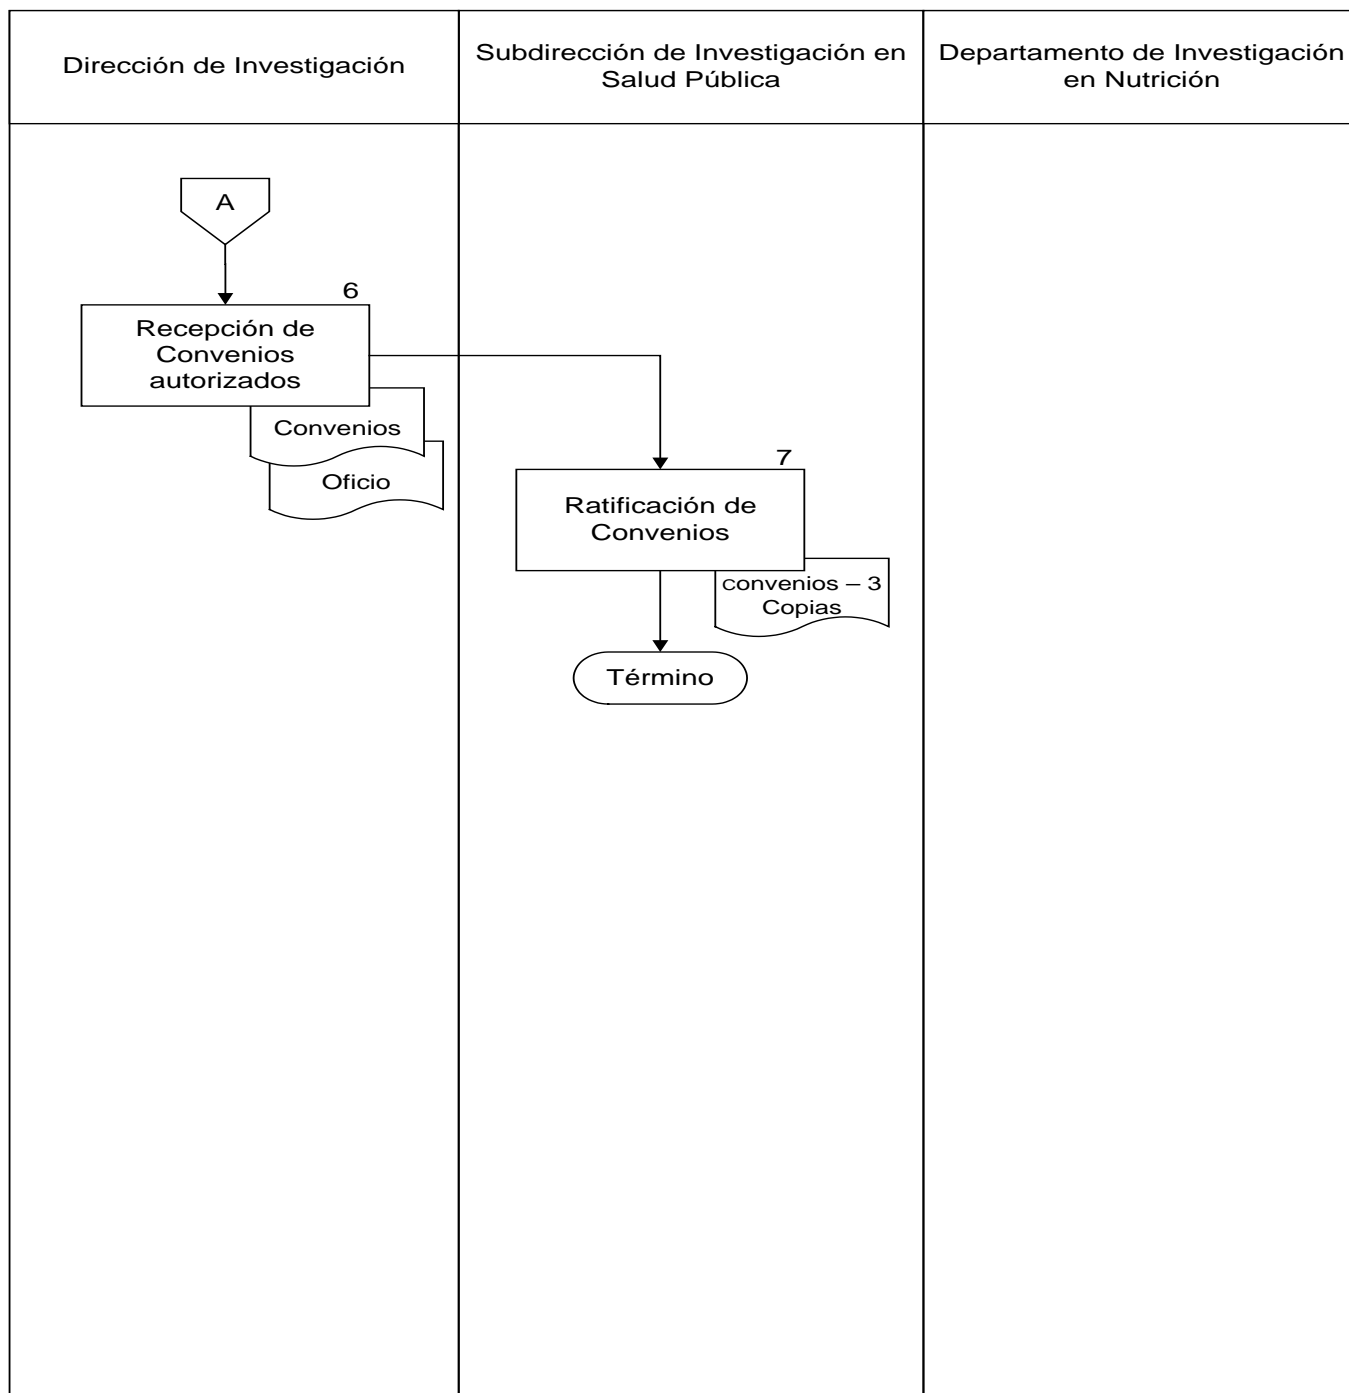 Dirección de Investigación
Subdirección de Investigación en
Salud Pública
Departamento de Investigación
en Nutrición
A
6
Recepción de
Convenios
autorizados
Convenios
Oficio
7
Ratificación de
Convenios
convenios – 3
Copias
Término